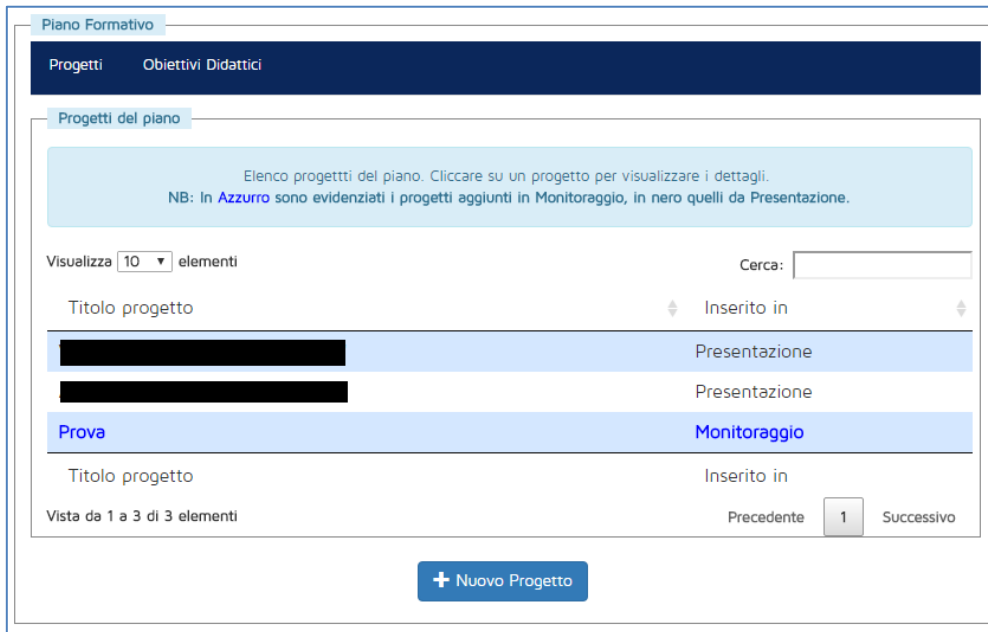 Piano Formativo
Progetti Obiettivi Didattici
Progetti del piano
Elenco progettti del piano. Cliccare su un progetto per visualizzare i dettagli.
NB: In Azzurro sono evidenziati i progetti aggiunti in Monitoraggio, in nero quelli da Presentazione.
Visualizza 10 elementi Cerca:
Titolo progetto Inserito in
Presentazione
Presentazione
Prova Monitoraggio
Titolo progetto Inserito in
Vista da 1 a 3 di 3 elementi Precedente 1 Successivo
+ Nuovo Progetto